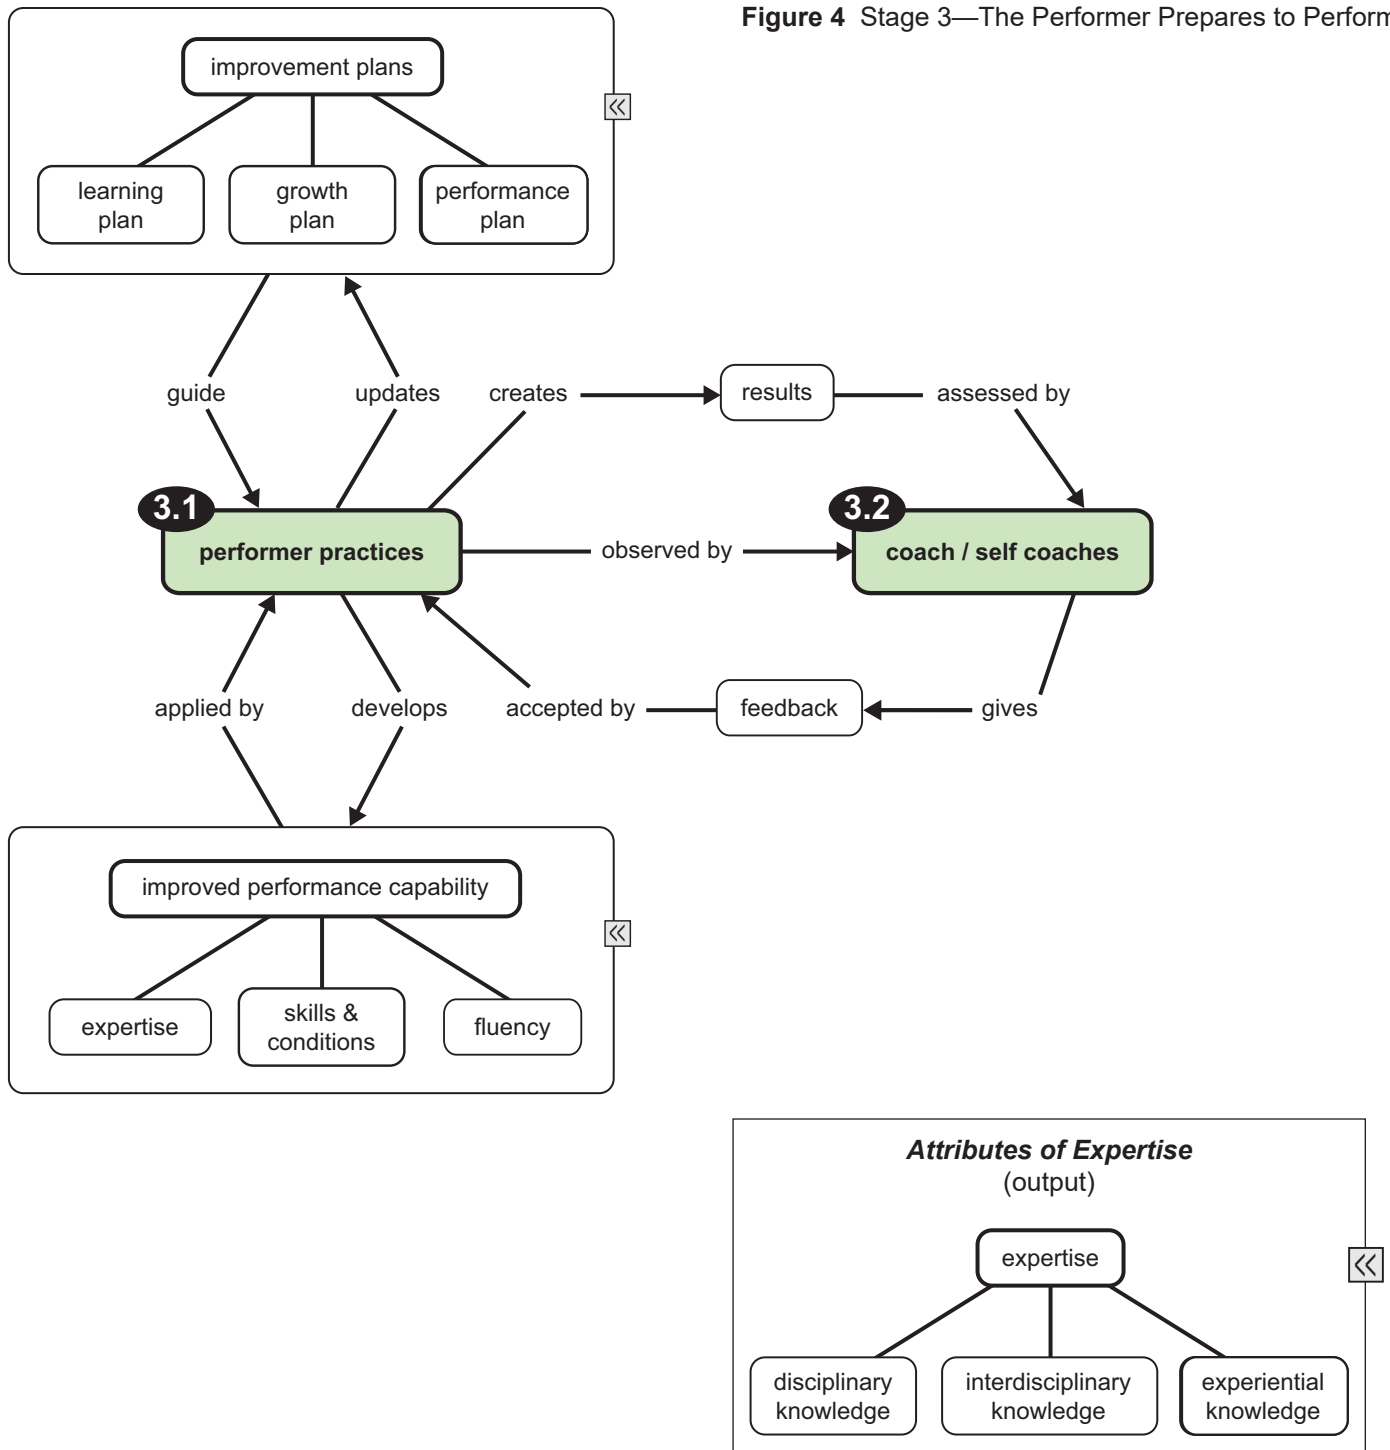 Figure 4 Stage 3—The Performer Prepares to Perform
improvement plans
learning
plan
growth
plan
performance
plan
guide
updates
creates
results
assessed by
3.1
performer practices
observed by
3.2
coach / self coaches
applied by
develops
accepted by
feedback
gives
improved performance capability
expertise
skills &
conditions
fluency
Attributes of Expertise
(output)
expertise
disciplinary
knowledge
interdisciplinary
knowledge
experiential
knowledge